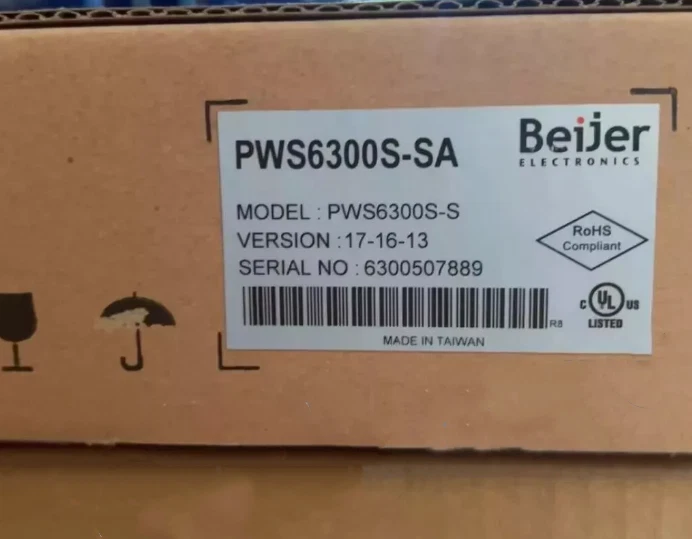 PWS6300S-SA
Beijer
ELECTRONICS
MODEL : PWS6300S-S
VERSION :17-16-13
SERIAL NO : 6300507889
RoHS
Compliant
C UL US
LISTED
R8
MADE IN TAIWAN